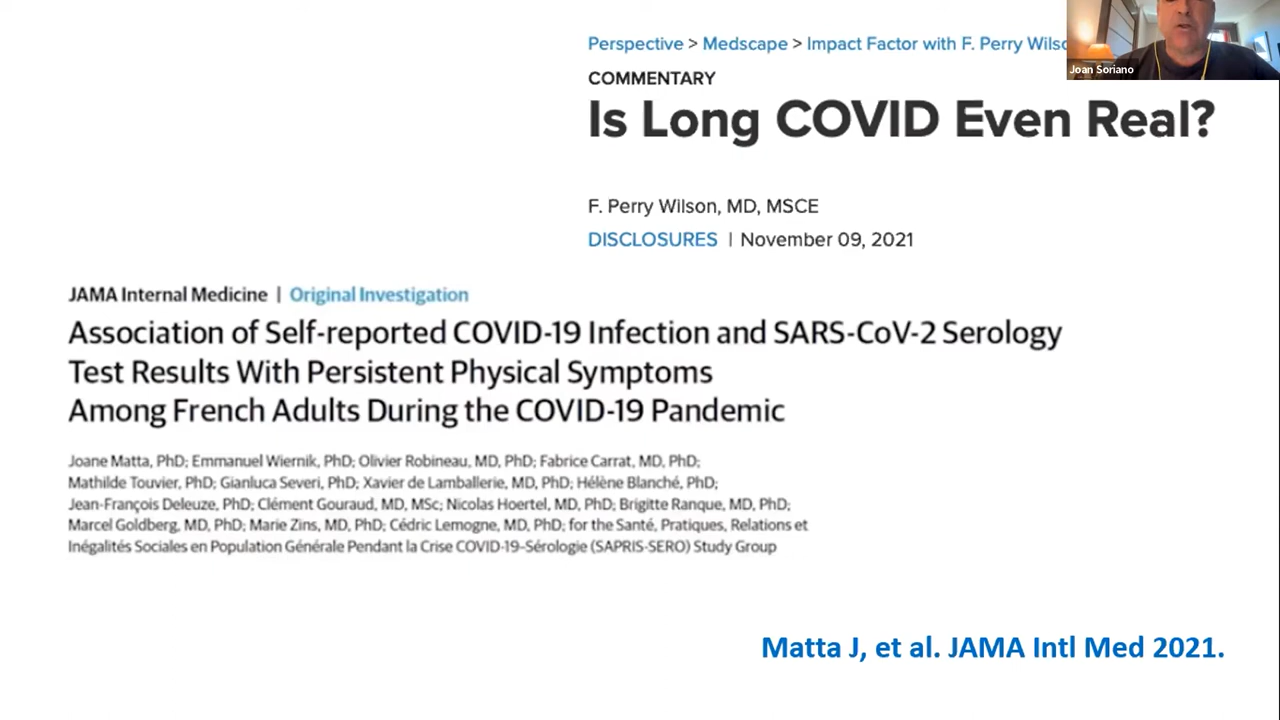 Perspective > Medscape > Impact Factor with F. Perry
Joan Soriano
COMMENTARY
Is Long COVID Even Real?
F. Perry Wilson, MD, MSCE
DISCLOSURES | November 09, 2021
JAMA Internal Medicine | Original Investigation
Association of Self-reported COVID-19 Infection and SARS-CoV-2 Serology
Test Results With Persistent Physical Symptoms
Among French Adults During the COVID-19 Pandemic
Joane Matta, PhD; Emmanuel Wiernik, PhD; Olivier Robineau, MD, PhD; Fabrice Carrat, MD, PhD;
Mathilde Touvier, PhD; Gianluca Severi, PhD; Xavier de Lamballerie, MD, PhD; Hélène Blanché, PhD;
Jean-François Deleuze, PhD; Clément Gouraud, MD, MSc; Nicolas Hoertel, MD, PhD; Brigitte Ranque, MD, PhD;
Marcel Goldberg, MD, PhD; Marie Zins, MD, PhD; Cédric Lemogne, MD, PhD; for the Santé, Pratiques, Relations et
Inégalités Sociales en Population Générale Pendant la Crise COVID-19–Sérologie (SAPRIS-SERO) Study Group
Matta J, et al. JAMA Intl Med 2021.